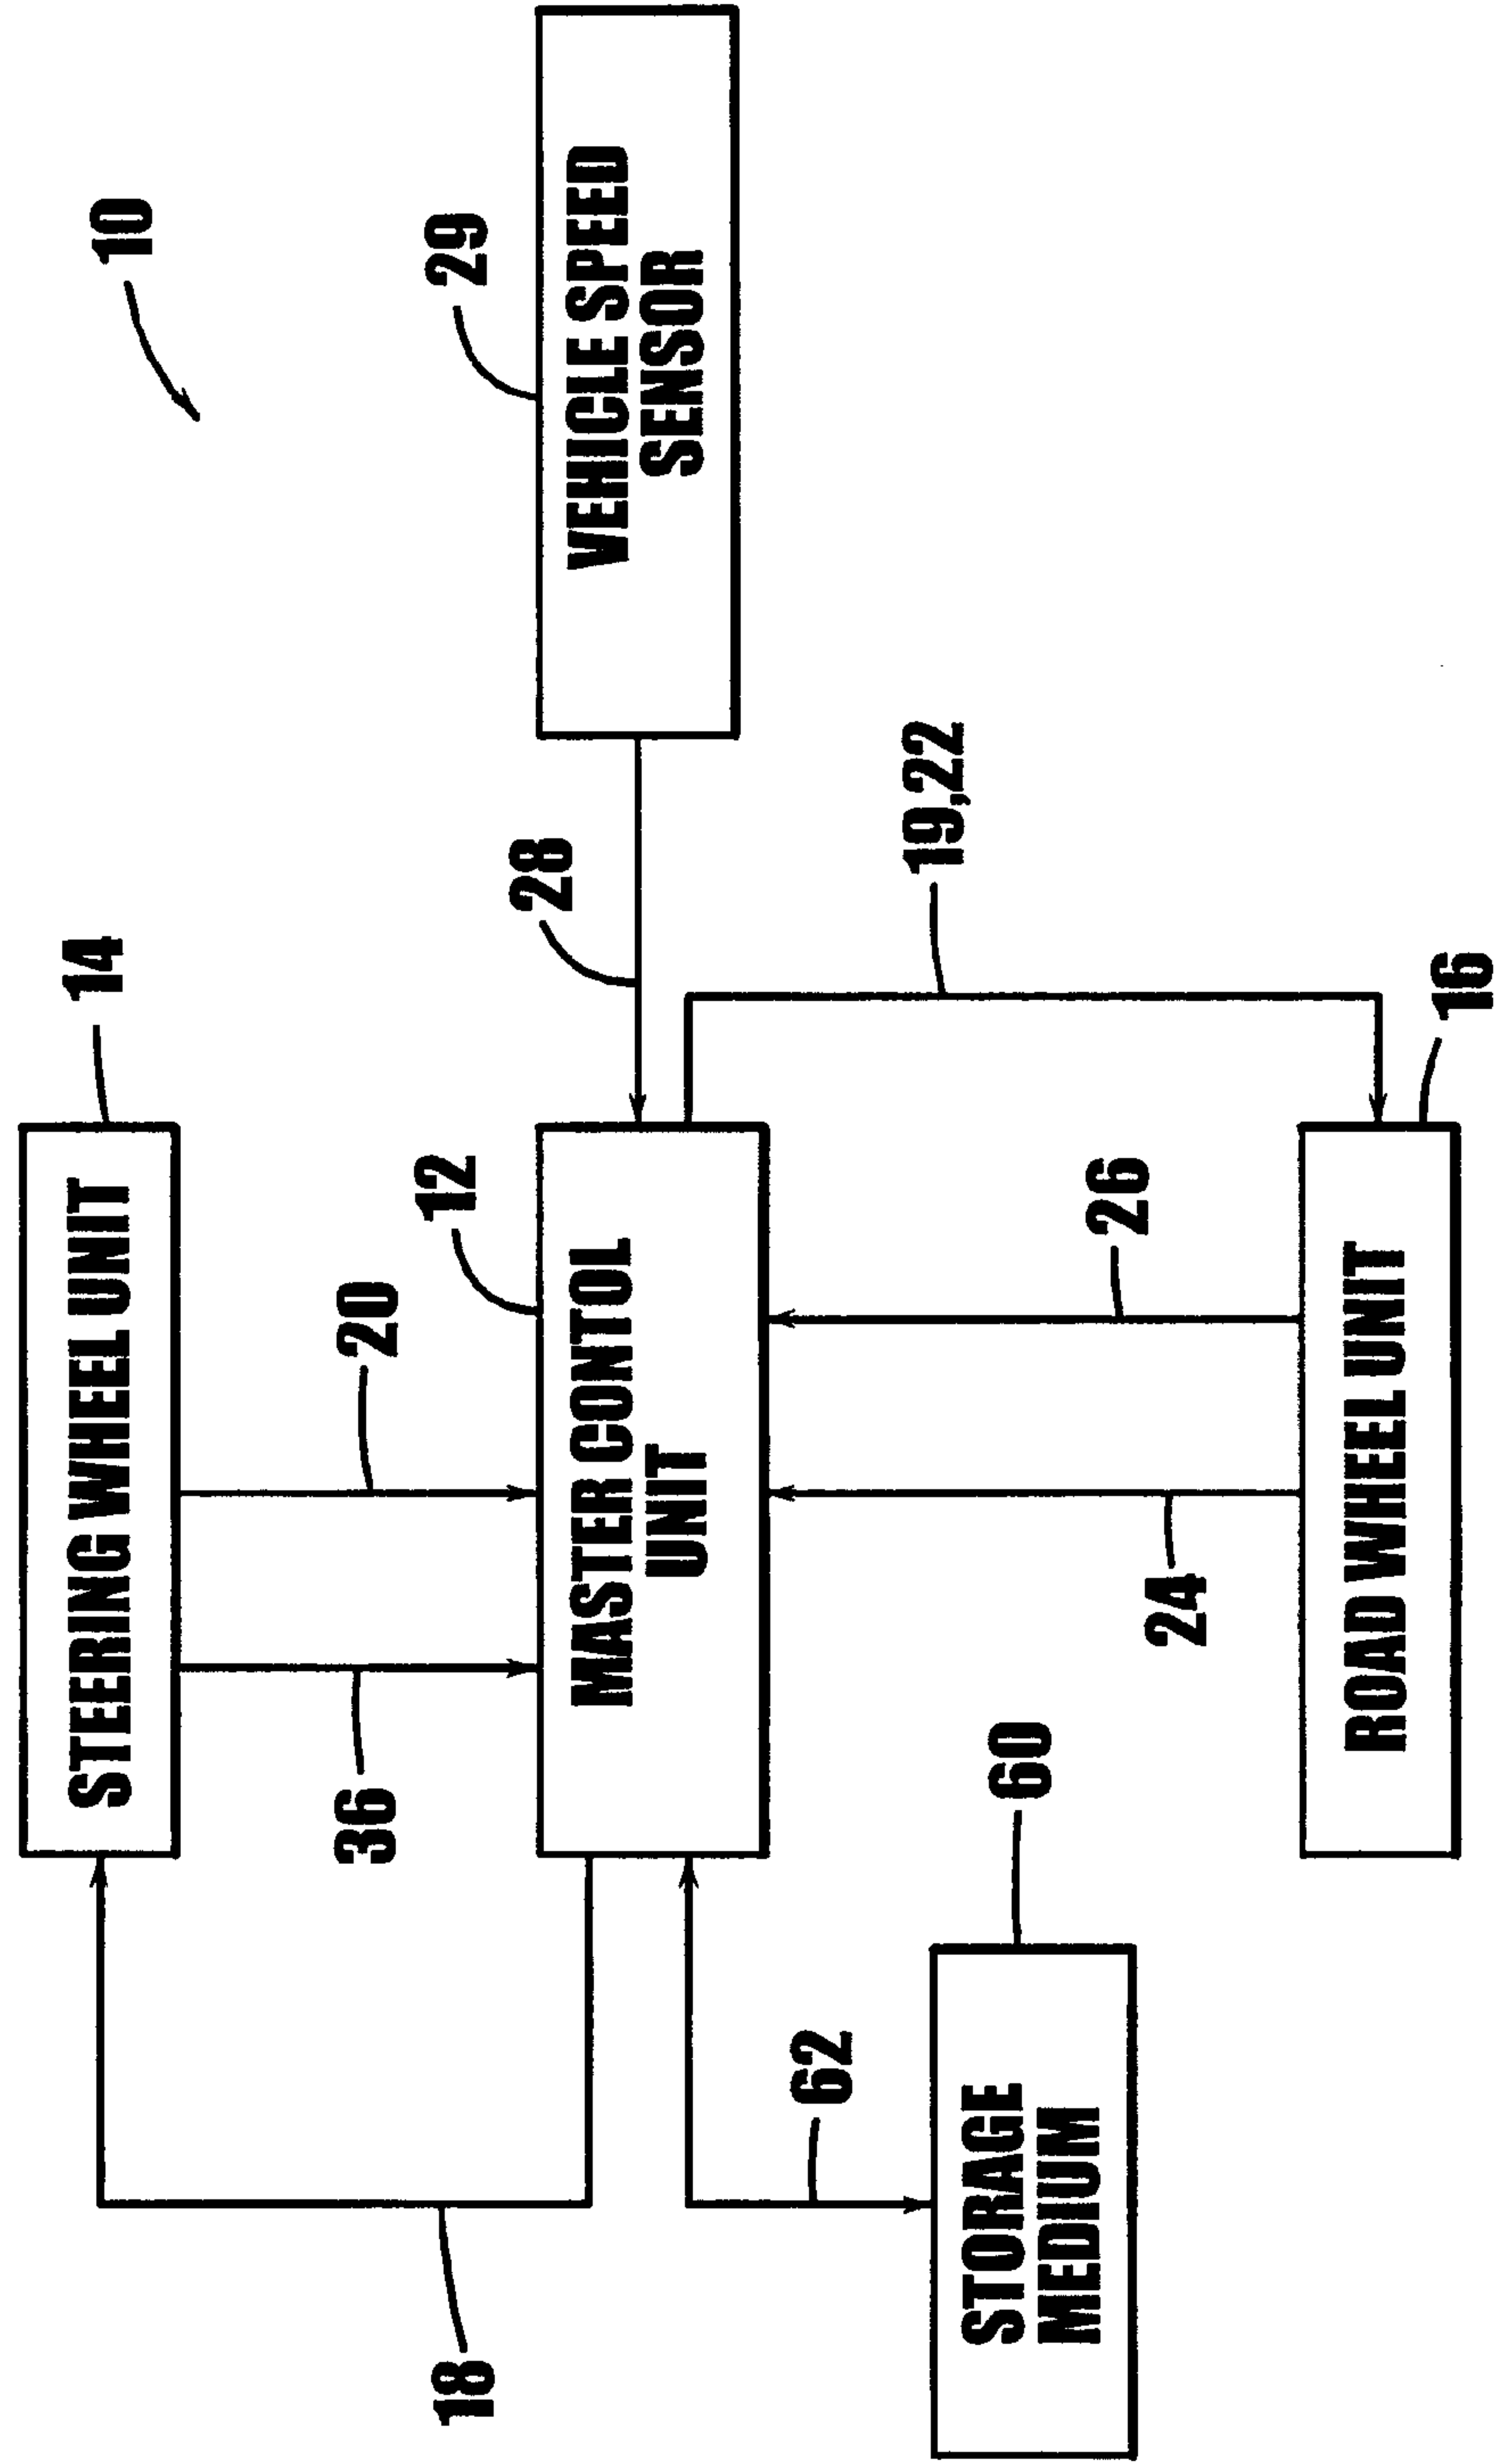 10
STEERING WHEEL UNIT
14
36
20
18
12
29
MASTER CONTOL
UNIT
28
VEHICLE SPEED
SENSOR
62
60
24
26
19,22
STORAGE
MEDIUM
ROAD WHEEL UNIT
16